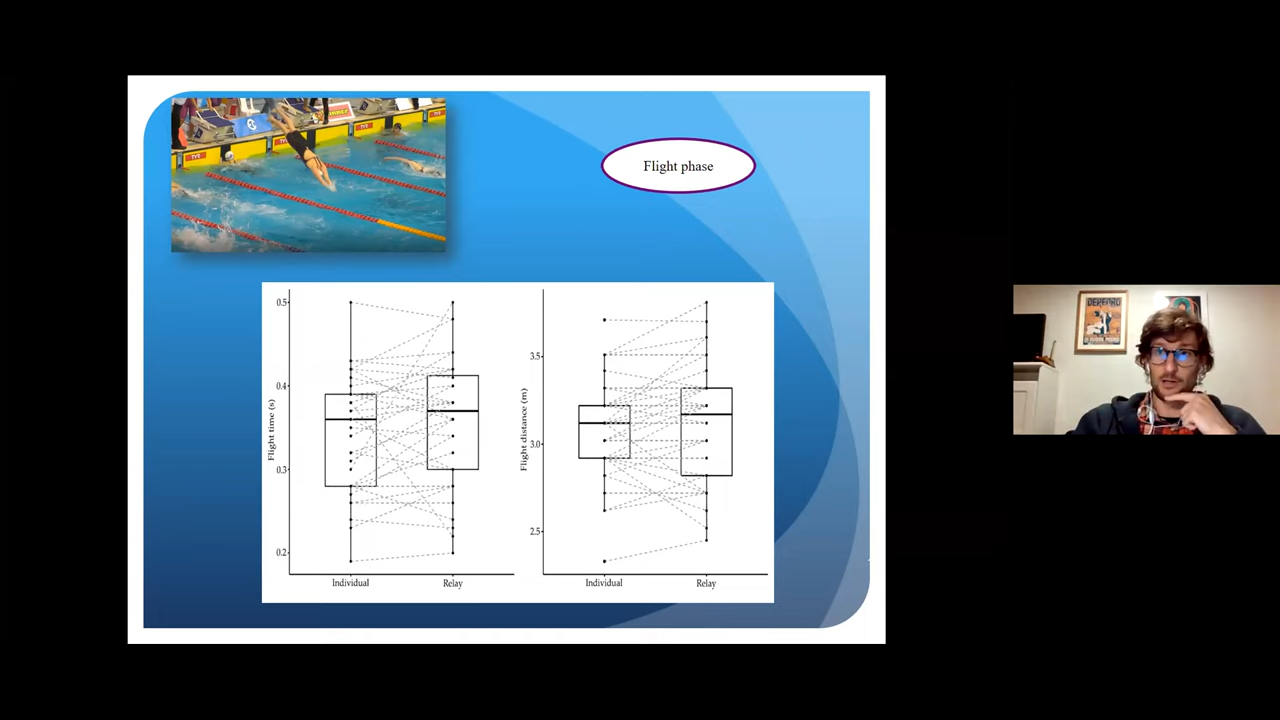 Flight phase
0.5
0.4
0.3
0.2
Flight time (s)
Individual
Relay
3.5
3.0
2.5
Flight distance (m)
Individual
Relay